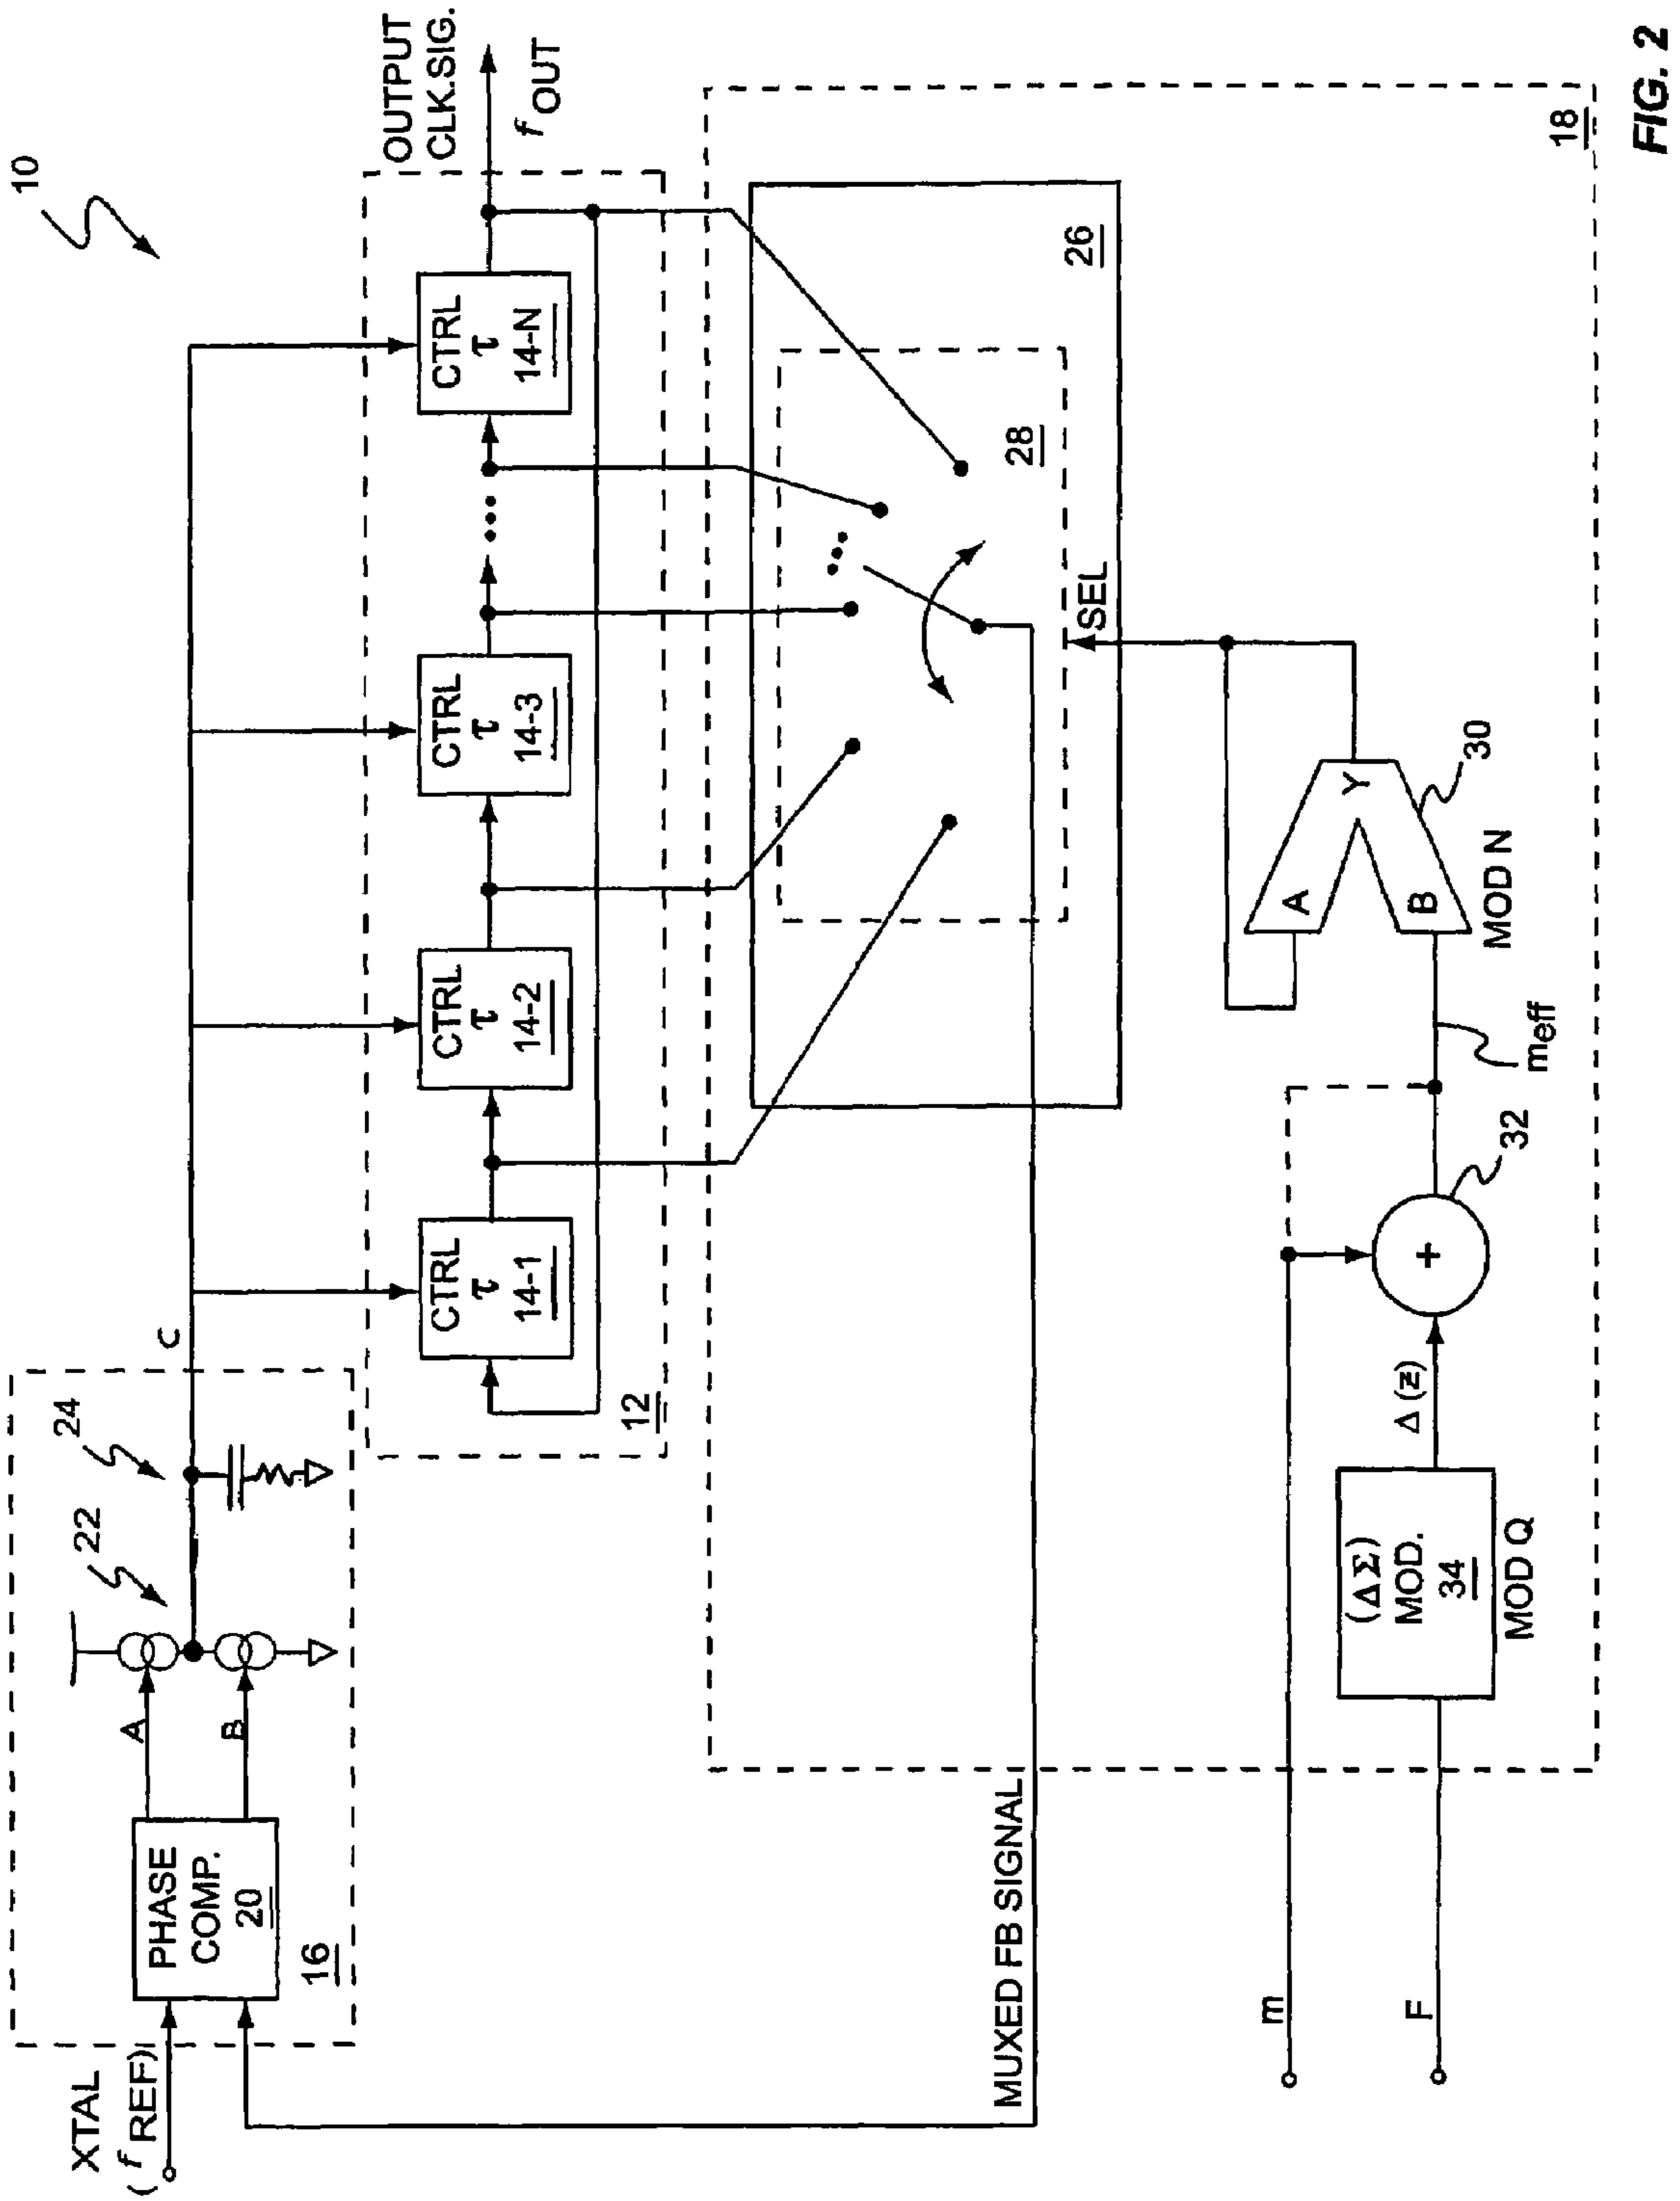 10
XTAL
( f REF)
PHASE
COMP.
20
16
A
B
22
24
C
CTRL
τ
14-1
CTRL
τ
14-2
CTRL
τ
14-3
...
CTRL
τ
14-N
12
OUTPUT
CLK.SIG.
f OUT
MUXED FB SIGNAL
28
26
SEL
m
F
(ΔΣ)
MOD.
34
MOD Q
Δ(z)
+
32
meff
A
B
Y
30
MOD N
18
FIG. 2